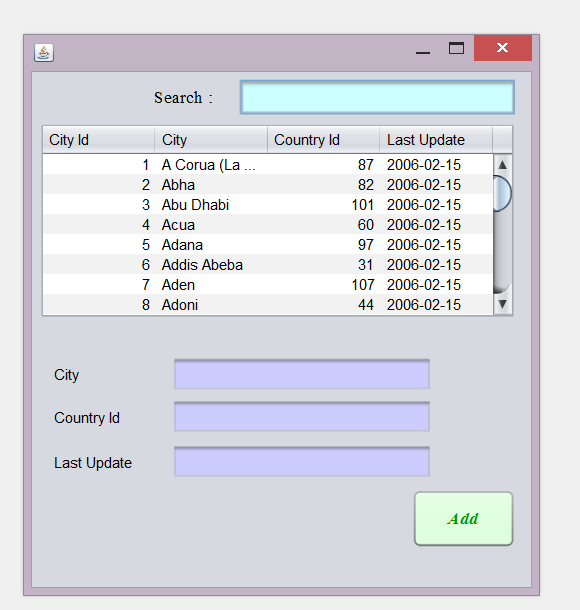 Search :
City Id City Country Id Last Update
1 A Corua (La ... 87 2006-02-15
2 Abha 82 2006-02-15
3 Abu Dhabi 101 2006-02-15
4 Acua 60 2006-02-15
5 Adana 97 2006-02-15
6 Addis Abeba 31 2006-02-15
7 Aden 107 2006-02-15
8 Adoni 44 2006-02-15
City
Country Id
Last Update
Add